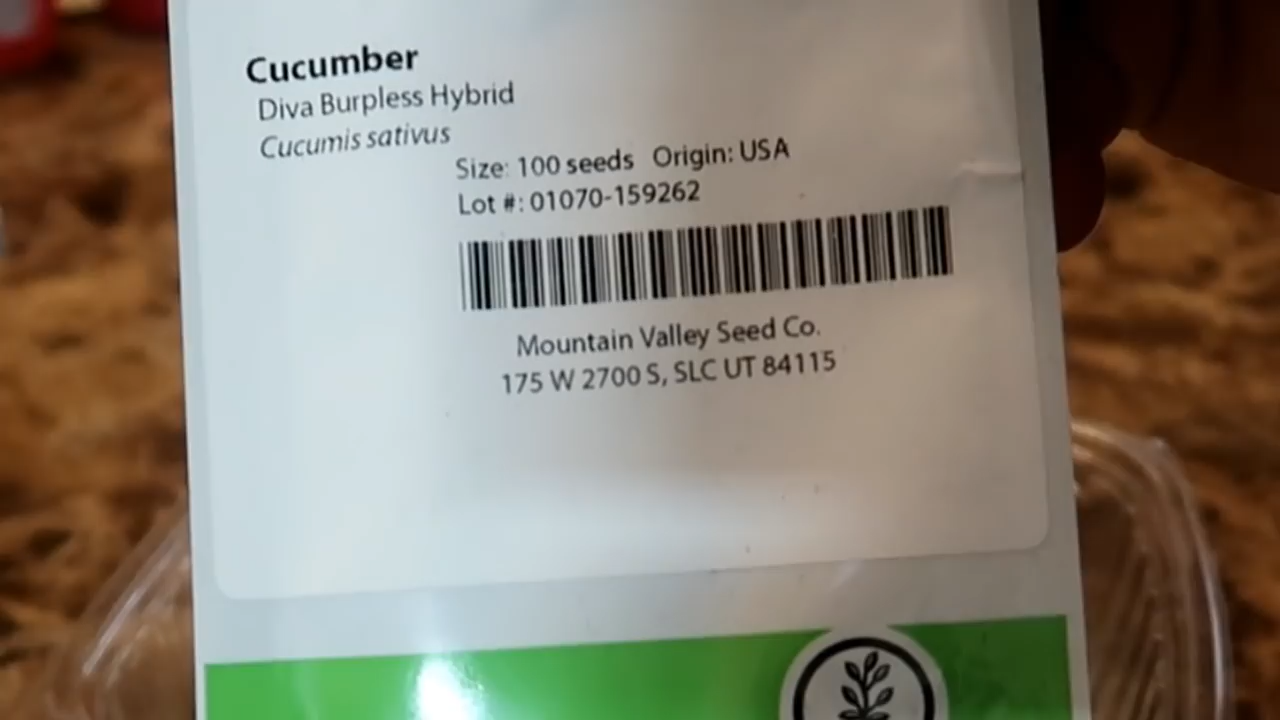 Cucumber
Diva Burpless Hybrid
Cucumis sativus
Size: 100 seeds Origin: USA
Lot #: 01070-159262
Mountain Valley Seed Co.
175 W 2700 S, SLC UT 84115